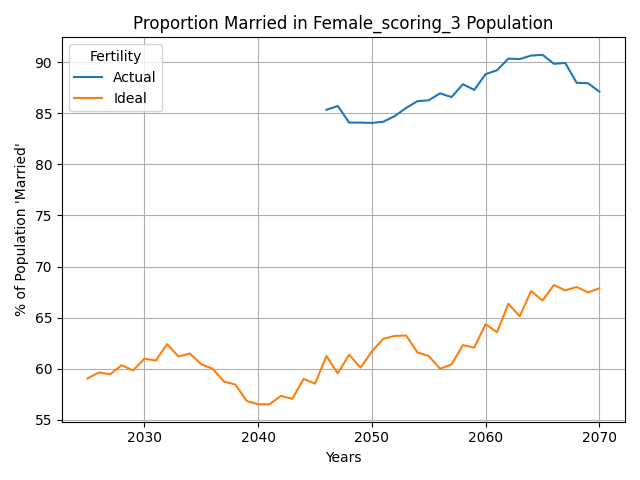 Proportion Married in Female_scoring_3 Population
Fertility
Actual
Ideal
% of Population 'Married'
90
85
80
75
70
65
60
55
2030
2040
2050
2060
2070
Years